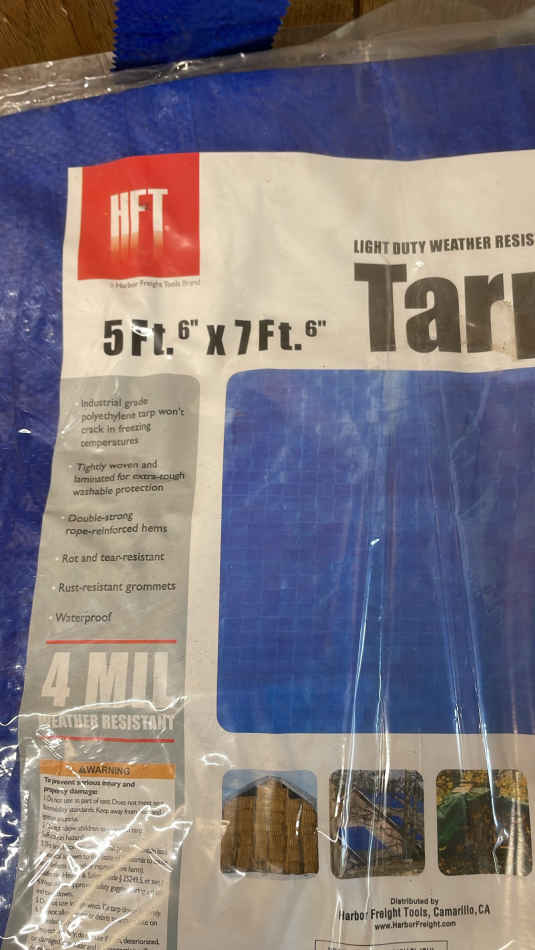 HFT
A Harbor Freight Tools Brand
LIGHT DUTY WEATHER RESIS
5 Ft. 6" X 7 Ft. 6"
Tarp
Industrial grade
polyethylene tarp won't
crack in freezing
temperatures
Tightly woven and
laminated for extra-tough
washable protection
Double-strong
rope-reinforced hems
Rot and tear-resistant
Rust-resistant grommets
Waterproof
4 MIL
WEATHER RESISTANT
WARNING
To prevent serious injury and
property damage:
Distributed by
Harbor Freight Tools, Camarillo, CA
www.HarborFreight.com